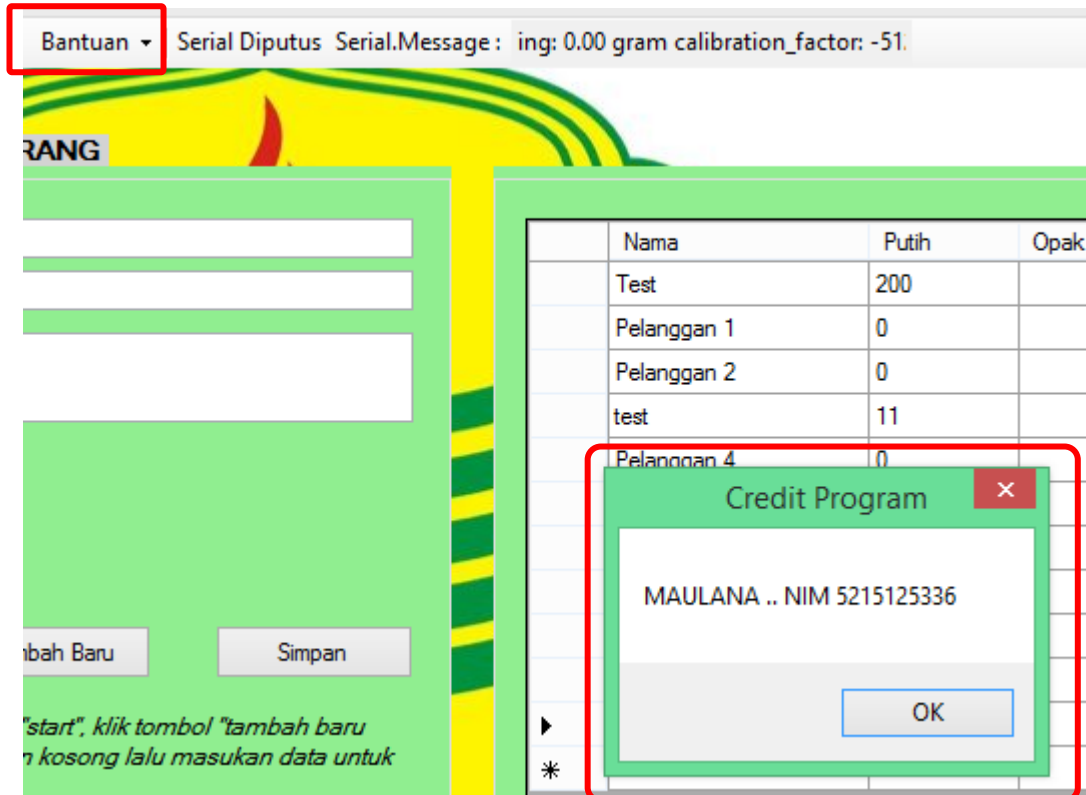 Bantuan Serial Diputus Serial.Message : ing: 0.00 gram calibration_factor: -51.
RANG
Nama Putih Opak
Test 200
Pelanggan 1 0
Pelanggan 2 0
test 11
Pelanggan 4 0
Credit Program
MAULANA .. NIM 5215125336
OK
nbah Baru Simpan
"start", klik tombol "tambah baru
n kosong lalu masukan data untuk